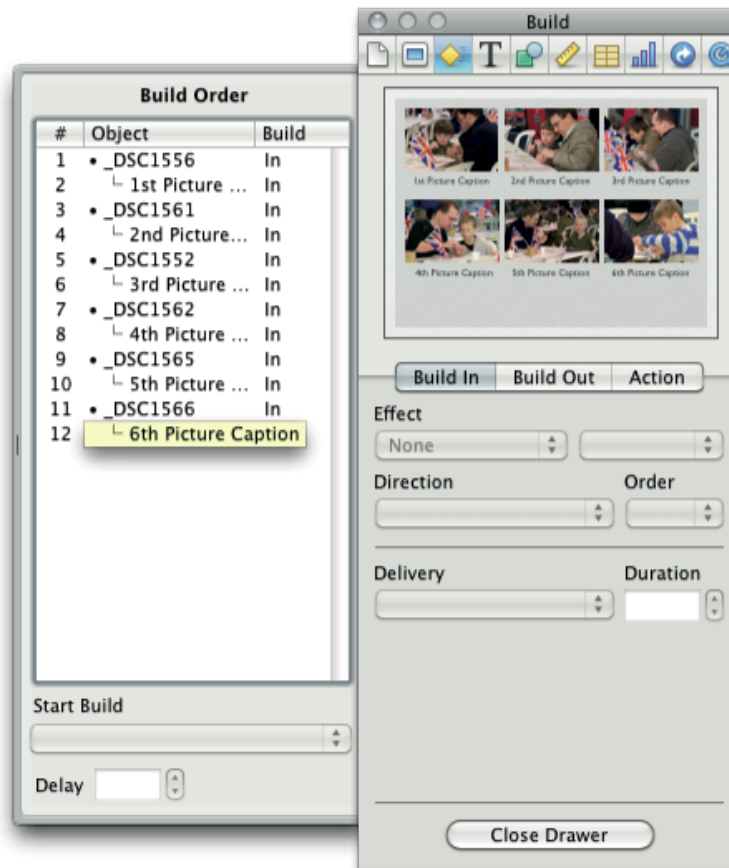 Build Order
# Object Build
1 • _DSC1556 In
2 └ 1st Picture ... In
3 • _DSC1561 In
4 └ 2nd Picture... In
5 • _DSC1552 In
6 └ 3rd Picture ... In
7 • _DSC1562 In
8 └ 4th Picture ... In
9 • _DSC1565 In
10 └ 5th Picture ... In
11 • _DSC1566 In
12 └ 6th Picture Caption
Start Build
Delay
Build
T
1st Picture Caption 2nd Picture Caption 3rd Picture Caption
4th Picture Caption 5th Picture Caption 6th Picture Caption
Build In Build Out Action
Effect
None
Direction Order
Delivery Duration
Close Drawer